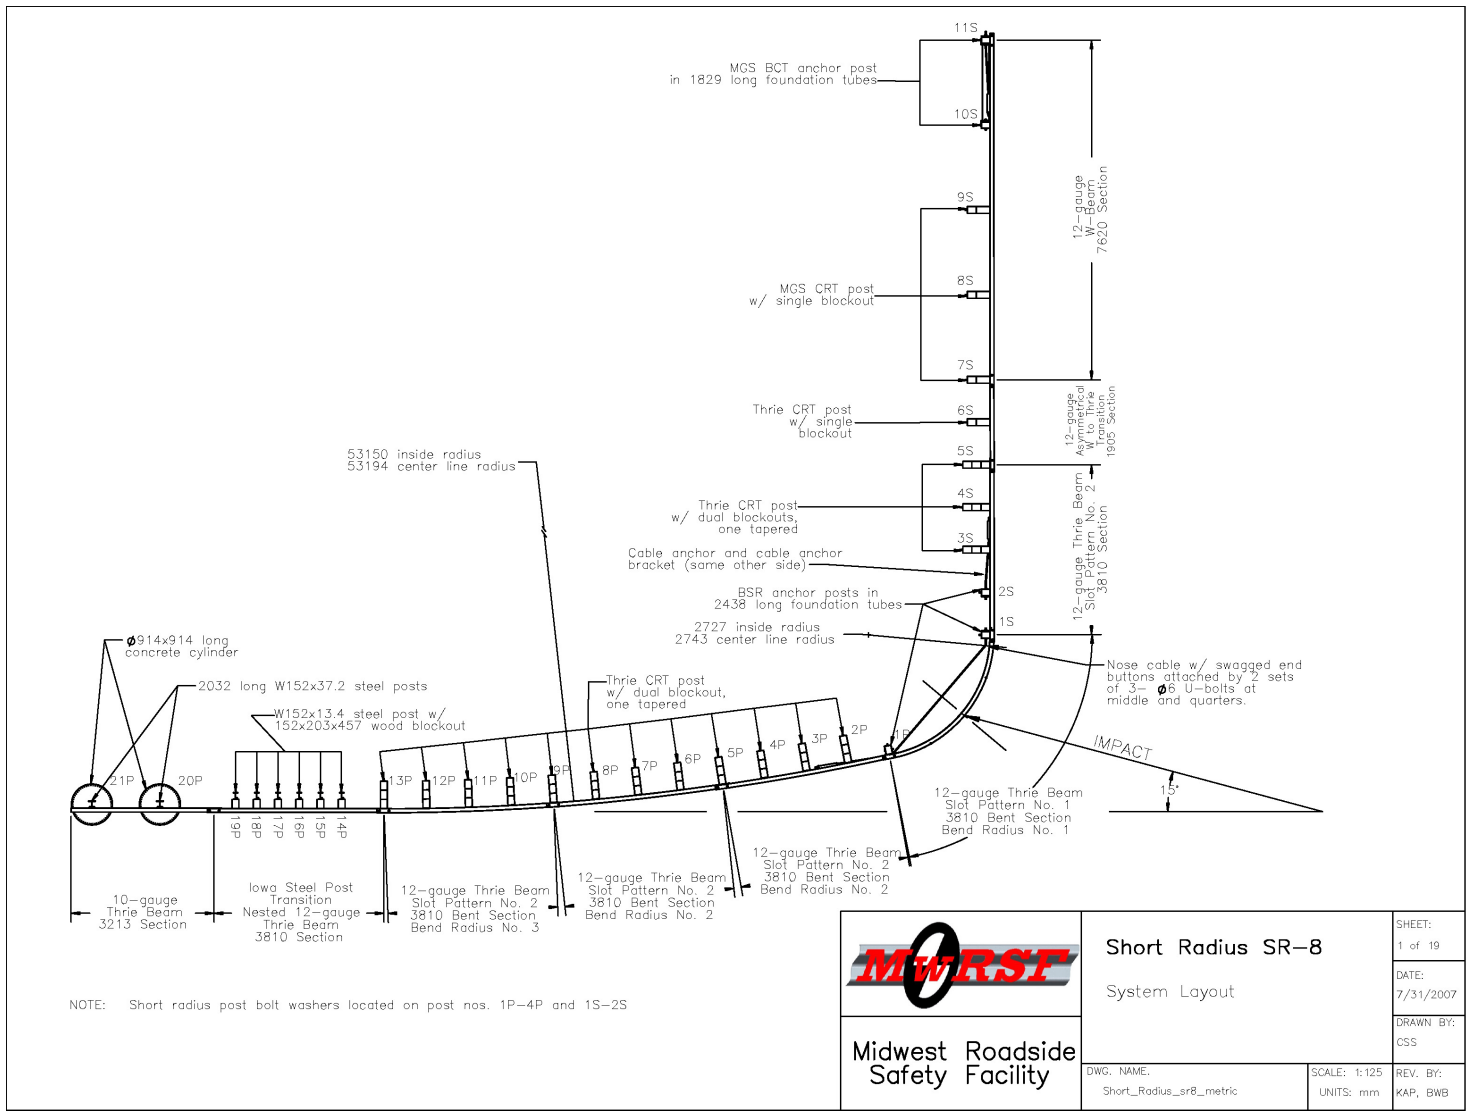 11S
MGS BCT anchor post
in 1829 long foundation tubes
10S
12-gauge
W-Beam
7620 Section
9S
8S
MGS CRT post
w/ single blockout
7S
12-gauge
Asymmetrical
W to Thrie
Transition
1905 Section
Thrie CRT post
w/ single
blockout
6S
53150 inside radius
53194 center line radius
5S
4S
Thrie CRT post
w/ dual blockouts,
one tapered
12-gauge Thrie Beam
Slot Pattern No. 2
3810 Section
3S
Cable anchor and cable anchor
bracket (same other side)
BSR anchor posts in
2438 long foundation tubes
2S
1S
2727 inside radius
2743 center line radius
Ø914x914 long
concrete cylinder
Nose cable w/ swagged end
buttons attached by 2 sets
of 3- Ø6 U-bolts at
middle and quarters.
2032 long W152x37.2 steel posts
Thrie CRT post
w/ dual blockout,
one tapered
W152x13.4 steel post w/
152x203x457 wood blockout
IMPACT
15°
21P
20P
19P
18P
17P
16P
15P
14P
13P
12P
11P
10P
9P
8P
7P
6P
5P
4P
3P
2P
1P
12-gauge Thrie Beam
Slot Pattern No. 1
3810 Bent Section
Bend Radius No. 1
12-gauge Thrie Beam
Slot Pattern No. 2
3810 Bent Section
Bend Radius No. 2
12-gauge Thrie Beam
Slot Pattern No. 2
3810 Bent Section
Bend Radius No. 2
12-gauge Thrie Beam
Slot Pattern No. 2
3810 Bent Section
Bend Radius No. 3
Iowa Steel Post
Transition
Nested 12-gauge
Thrie Beam
3810 Section
10-gauge
Thrie Beam
3213 Section
NOTE: Short radius post bolt washers located on post nos. 1P-4P and 1S-2S
MwRSF
Midwest Roadside
Safety Facility
Short Radius SR-8
System Layout
DWG. NAME.
Short_Radius_sr8_metric
SCALE: 1:125
UNITS: mm
SHEET:
1 of 19
DATE:
7/31/2007
DRAWN BY:
CSS
REV. BY:
KAP, BWB